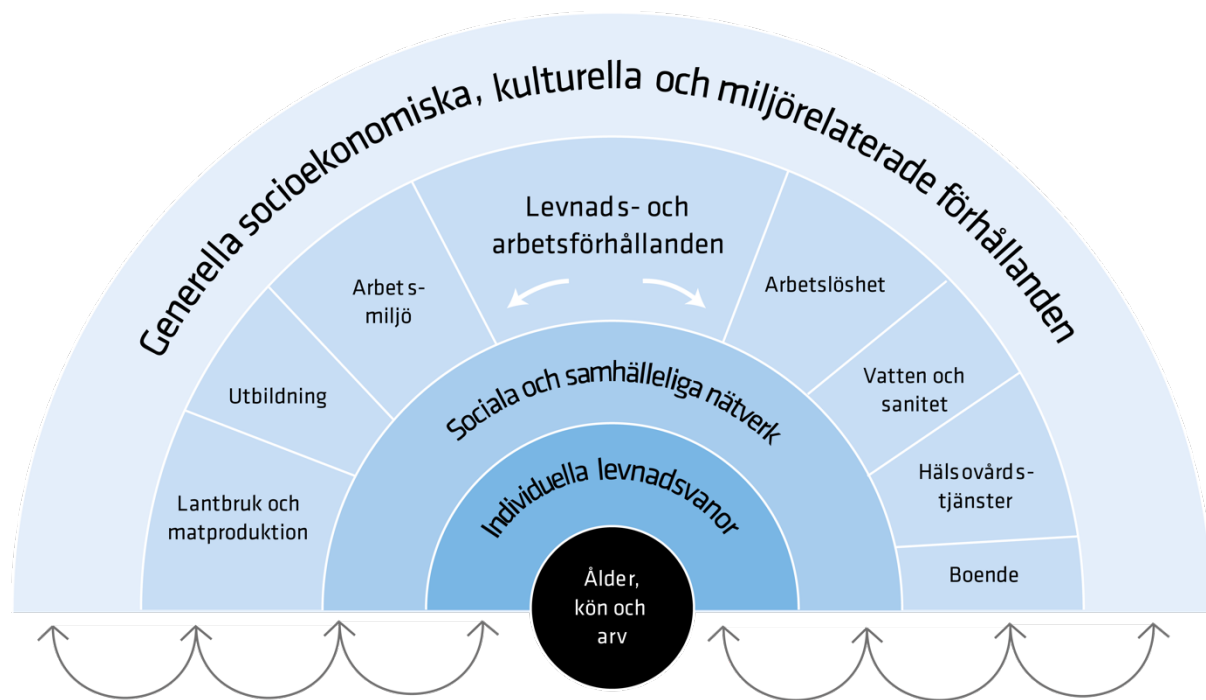 Generella socioekonomiska, kulturella och miljörelaterade förhållanden
Levnads- och
arbetsförhållanden
Arbets-
miljö
Arbetslöshet
Utbildning
Vatten och
sanitet
Lantbruk och
matproduktion
Hälsovårds-
tjänster
Boende
Sociala och samhälleliga nätverk
Individuella levnadsvanor
Ålder,
kön och
arv